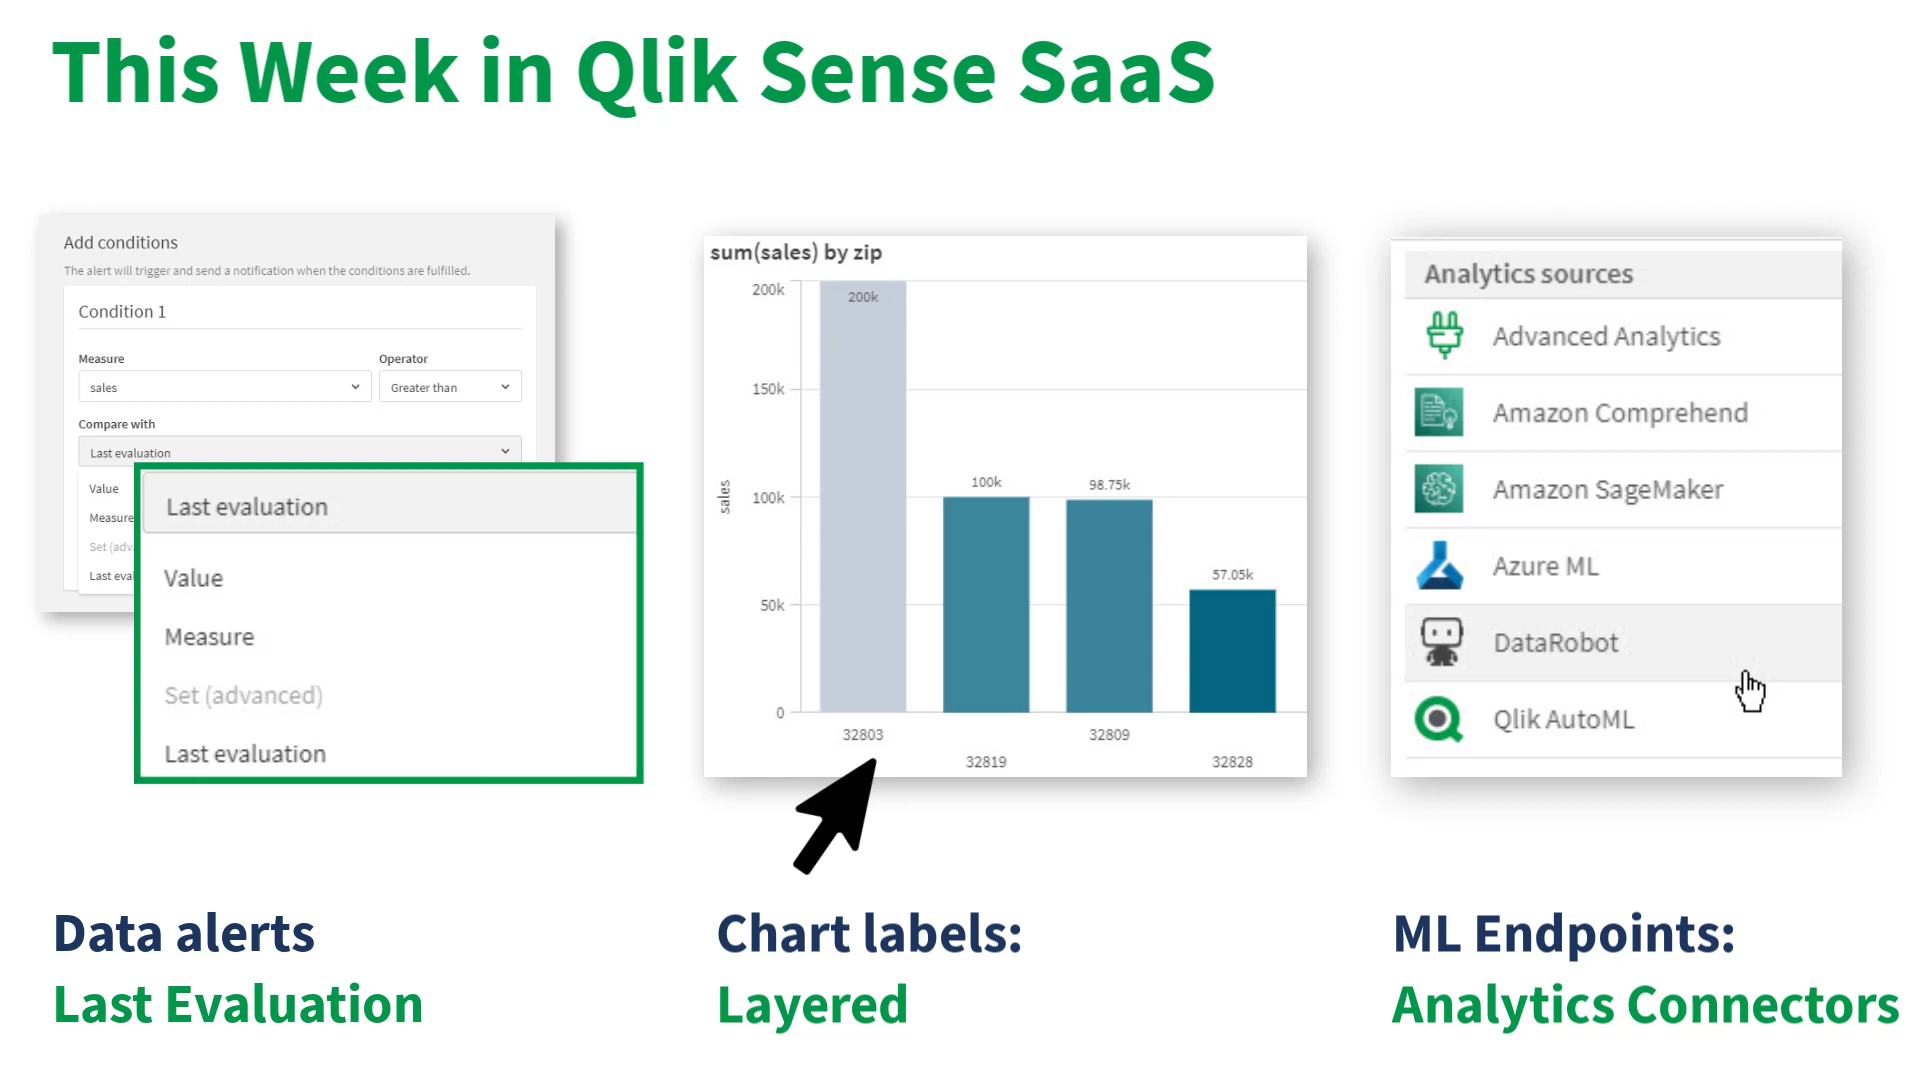 This Week in Qlik Sense SaaS
Add conditions
The alert will trigger and send a notification when the conditions are fulfilled.
Condition 1
Measure
Operator
sales
Greater than
Compare with
Last evaluation
Value
Measure
Set (adv
Last eval
Last evaluation
Value
Measure
Set (advanced)
Last evaluation
Data alerts
Last Evaluation
sum(sales) by zip
sales
200k
150k
100k
50k
0
200k
100k
98.75k
57.05k
32803
32819
32809
32828
Chart labels:
Layered
Analytics sources
Advanced Analytics
Amazon Comprehend
Amazon SageMaker
Azure ML
DataRobot
Qlik AutoML
ML Endpoints:
Analytics Connectors